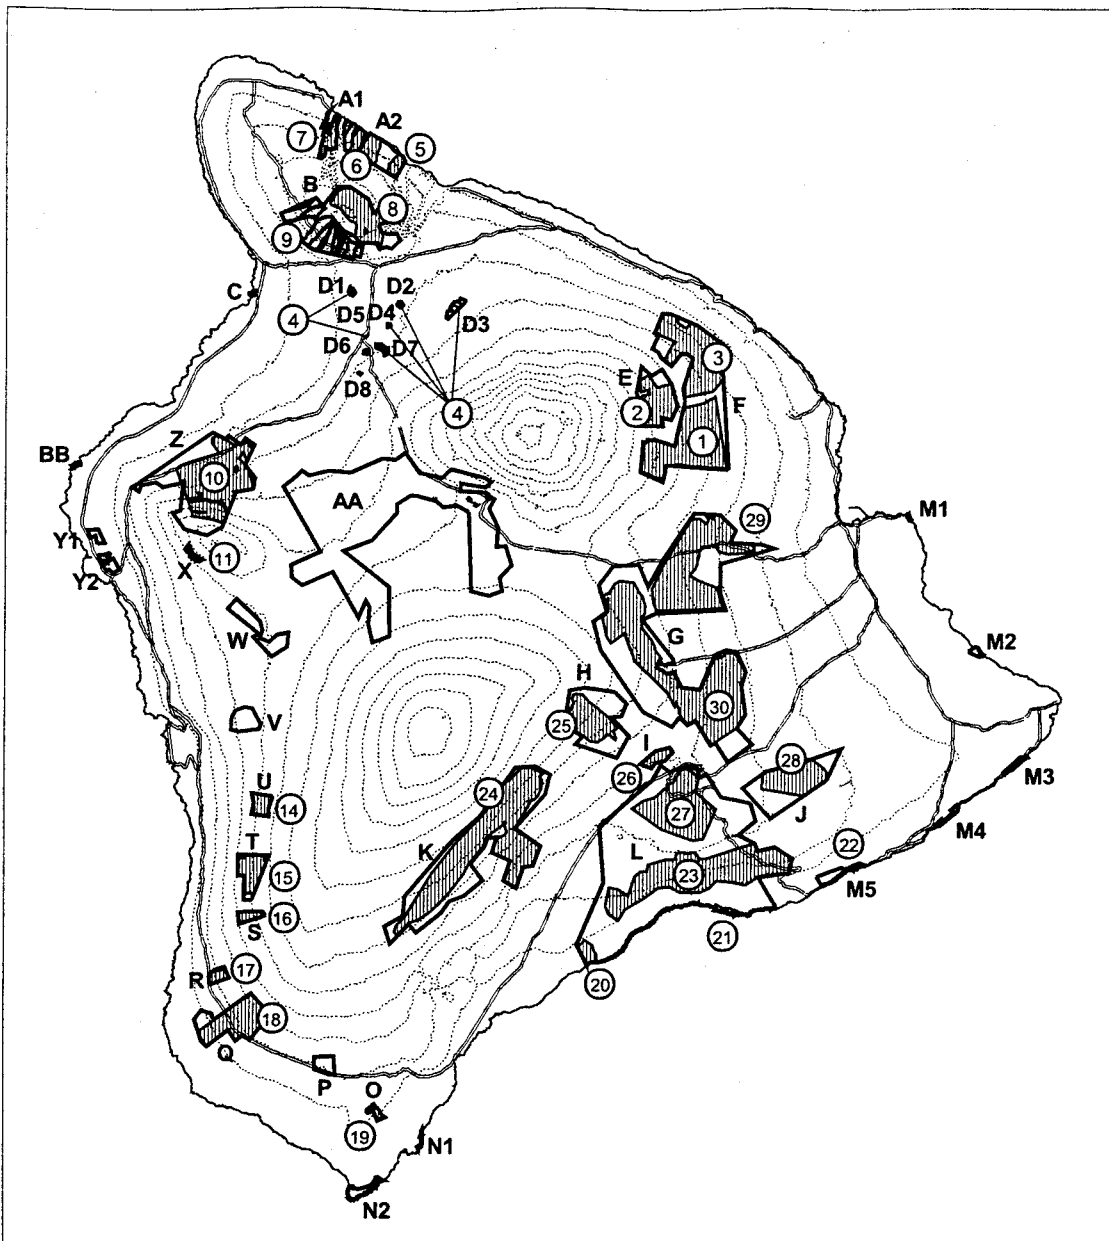 A1
A2
7
5
6
B
8
9
C
D1
D2
4
D5
D4
D3
D6
D7
D8
4
3
E
F
2
1
Z
BB
10
AA
29
M1
Y1
11
X
Y2
W
G
M2
H
V
30
25
I
28
26
M3
U
24
14
27
J
M4
T
K
L
22
15
23
M5
16
S
21
17
R
20
18
Q
P
O
19
N1
N2